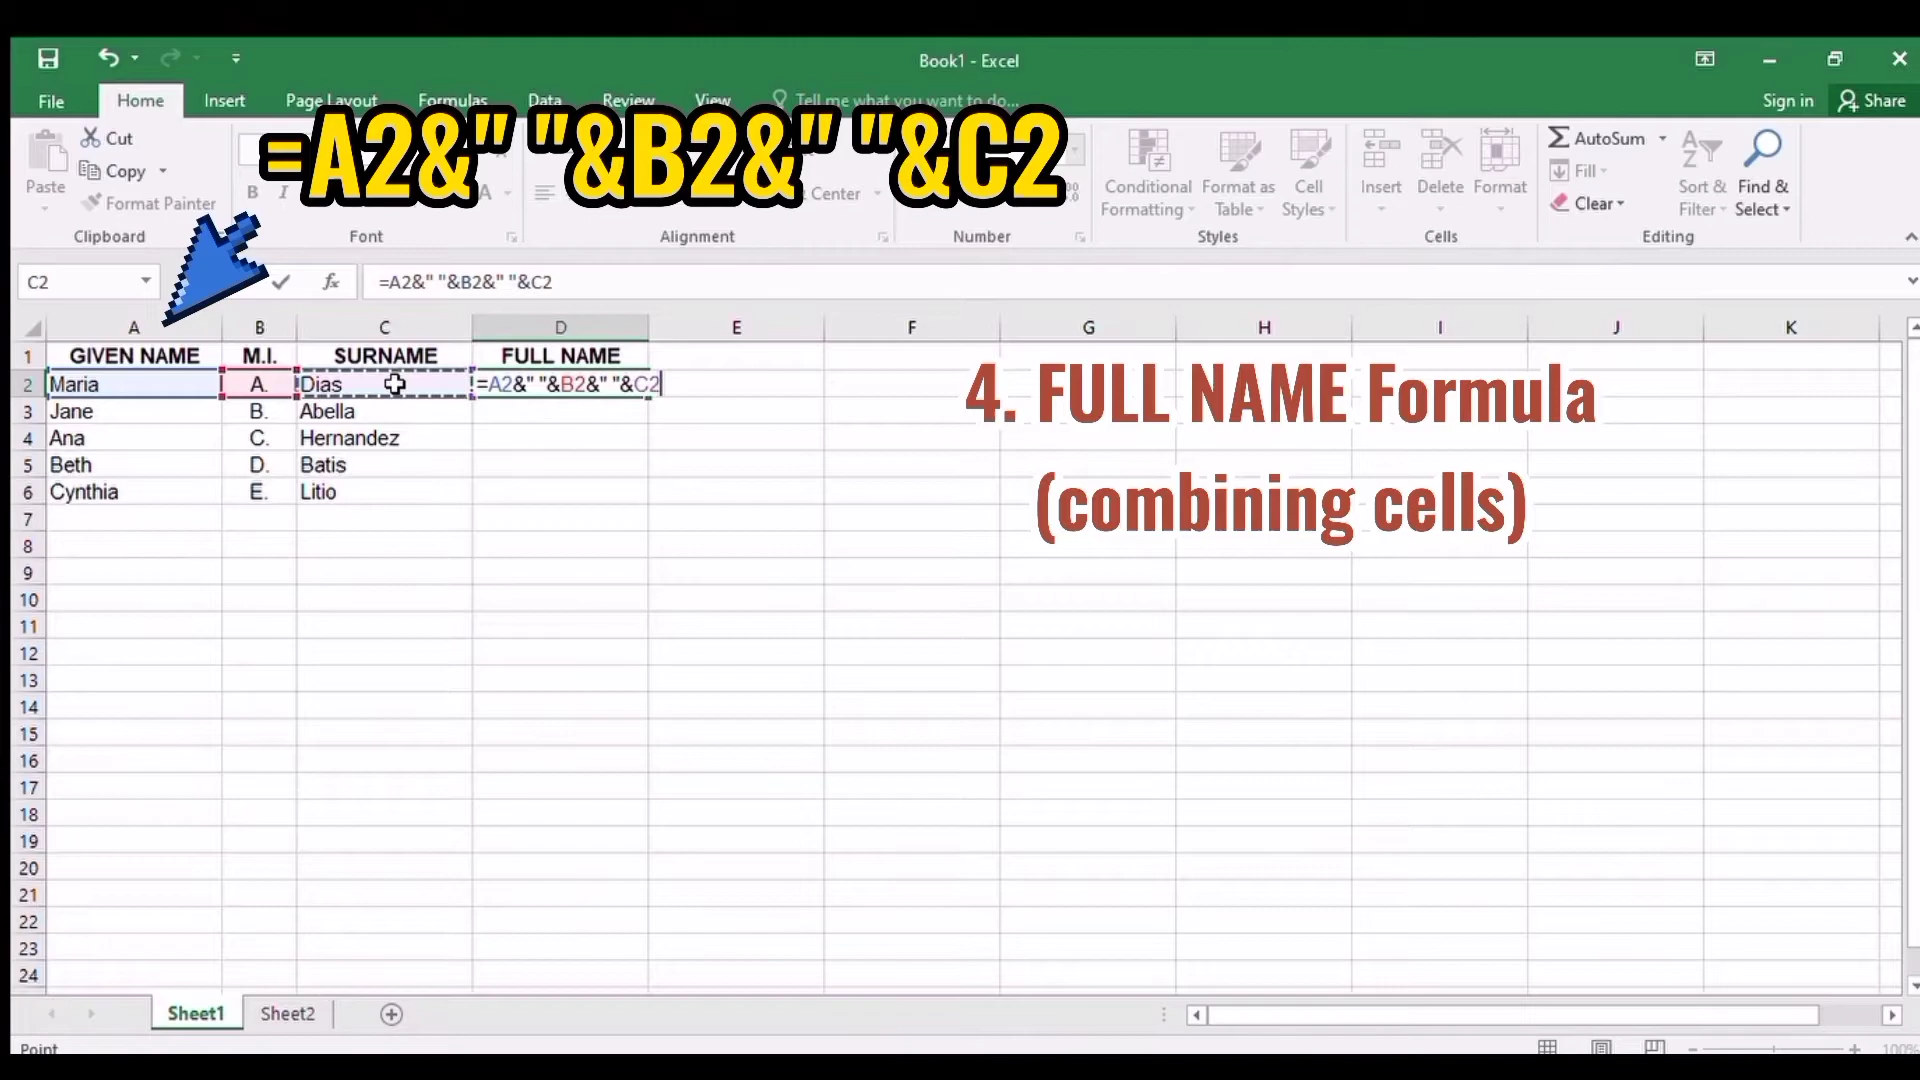 Book1 - Excel
File Home Insert Page Layout Formulas Data Review View Tell me what you want to do... Sign in Share
=A2&" "&B2&" "&C2
Cut
Copy
Paste
Format Painter
B I A Center
Conditional Formatting
Format as Table
Cell Styles
Insert Delete Format
AutoSum
Fill
Clear
Sort & Filter
Find & Select
Clipboard Font Alignment Number Styles Cells Editing
C2 fx =A2&" "&B2&" "&C2
A B C D E F G H I J K
1 GIVEN NAME M.I. SURNAME FULL NAME
2 Maria A. Dias =A2&" "&B2&" "&C2
3 Jane B. Abella
4 Ana C. Hernandez
5 Beth D. Batis
6 Cynthia E. Litio
4. FULL NAME Formula
(combining cells)
7
8
9
10
11
12
13
14
15
16
17
18
19
20
21
22
23
24
Sheet1 Sheet2
Point 100%